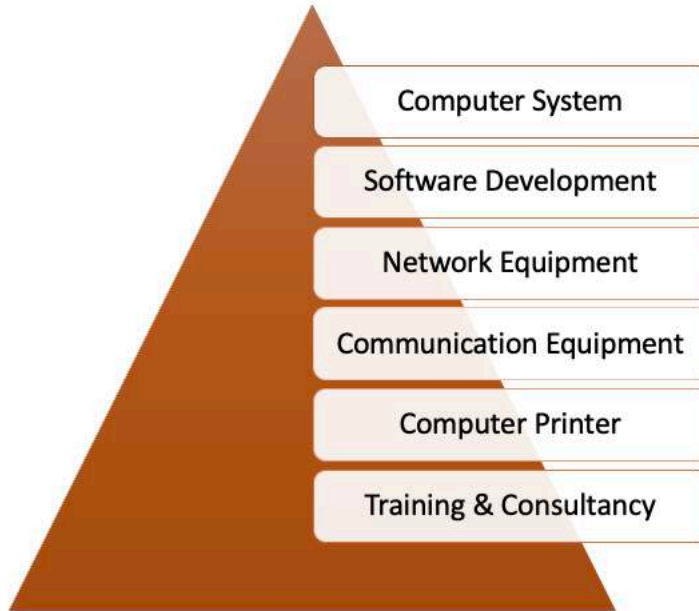 Computer System
Software Development
Network Equipment
Communication Equipment
Computer Printer
Training & Consultancy